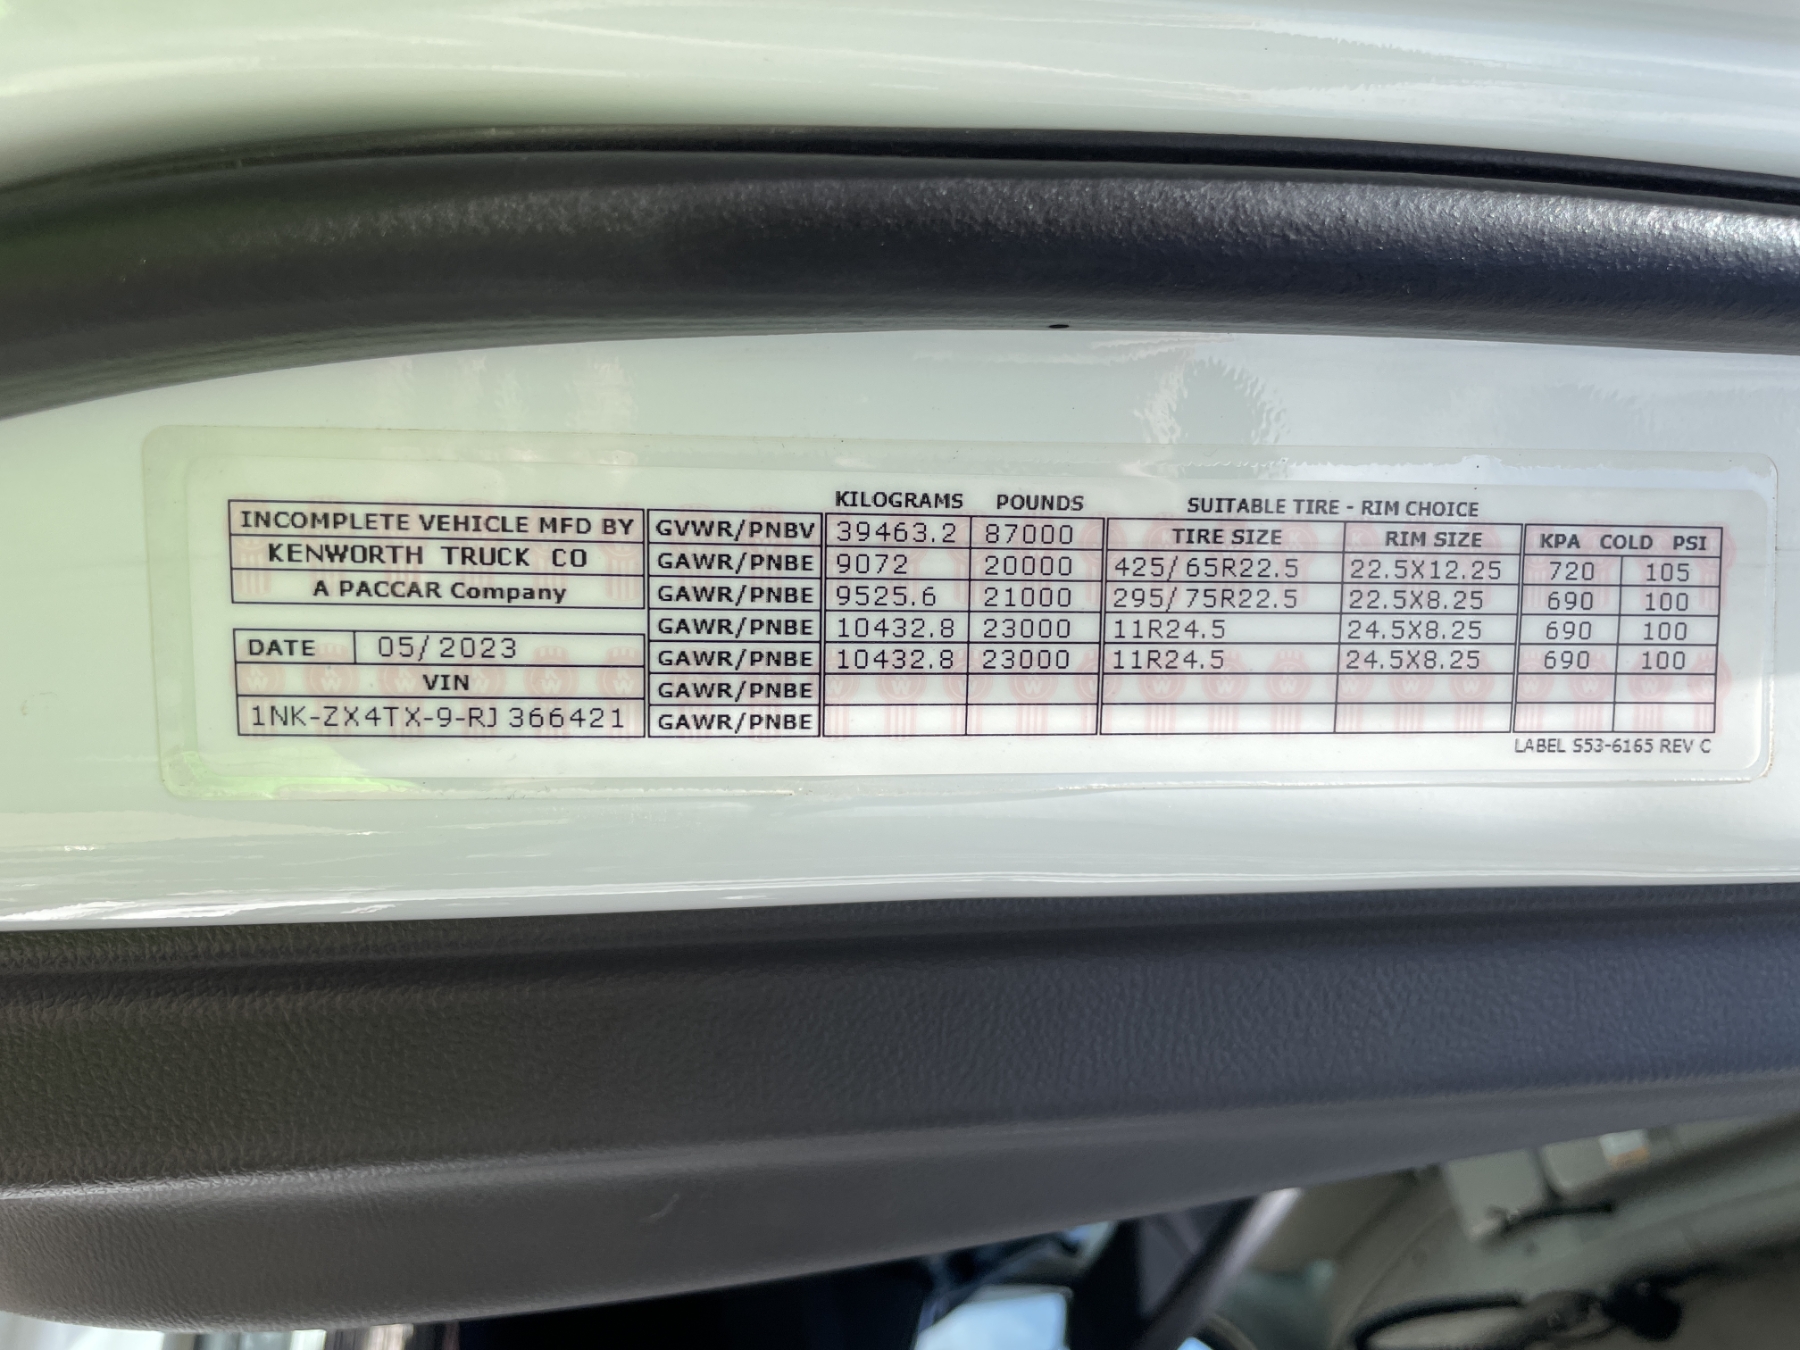 KILOGRAMS POUNDS SUITABLE TIRE - RIM CHOICE
INCOMPLETE VEHICLE MFD BY GVWR/PNBV 39463.2 87000 TIRE SIZE RIM SIZE KPA COLD PSI
KENWORTH TRUCK CO GAWR/PNBE 9072 20000 425/65R22.5 22.5X12.25 720 105
A PACCAR Company GAWR/PNBE 9525.6 21000 295/75R22.5 22.5X8.25 690 100
GAWR/PNBE 10432.8 23000 11R24.5 24.5X8.25 690 100
DATE 05/2023 GAWR/PNBE 10432.8 23000 11R24.5 24.5X8.25 690 100
VIN GAWR/PNBE
1NK-ZX4TX-9-RJ366421 GAWR/PNBE
LABEL S53-6165 REV C